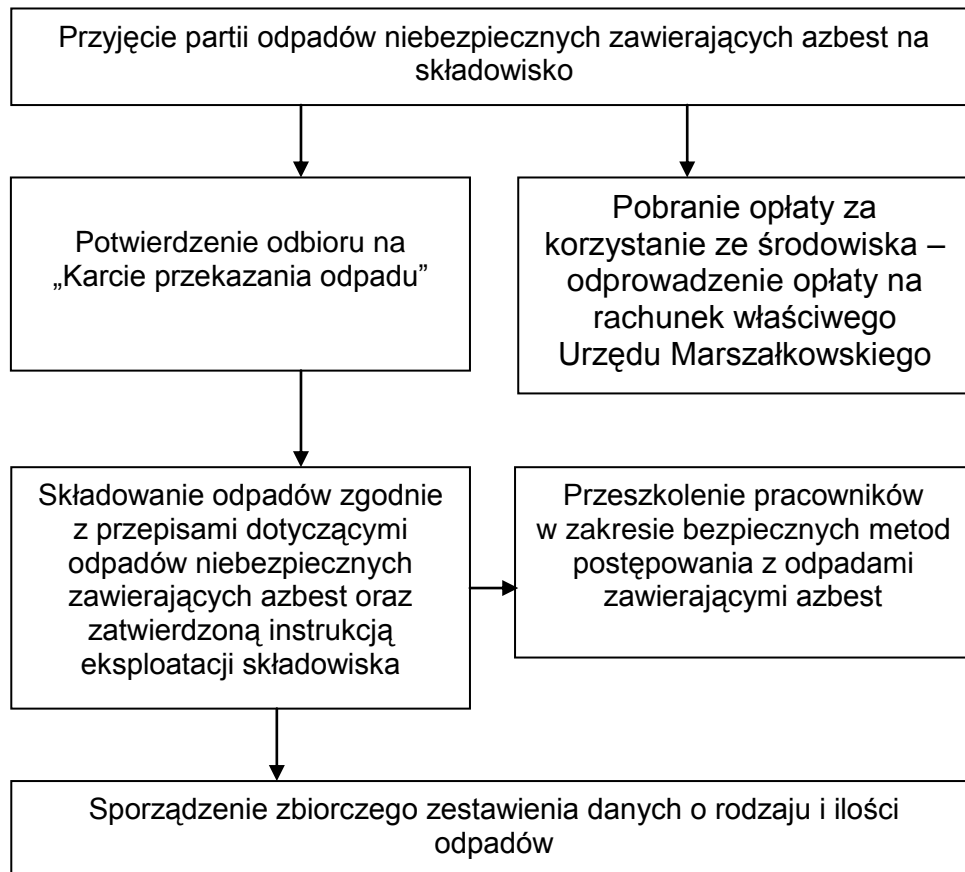 Przyjęcie partii odpadów niebezpiecznych zawierających azbest na
składowisko
Potwierdzenie odbioru na
„Karcie przekazania odpadu”
Pobranie opłaty za
korzystanie ze środowiska –
odprowadzenie opłaty na
rachunek właściwego
Urzędu Marszałkowskiego
Składowanie odpadów zgodnie
z przepisami dotyczącymi
odpadów niebezpiecznych
zawierających azbest oraz
zatwierdzoną instrukcją
eksploatacji składowiska
Przeszkolenie pracowników
w zakresie bezpiecznych metod
postępowania z odpadami
zawierającymi azbest
Sporządzenie zbiorczego zestawienia danych o rodzaju i ilości
odpadów